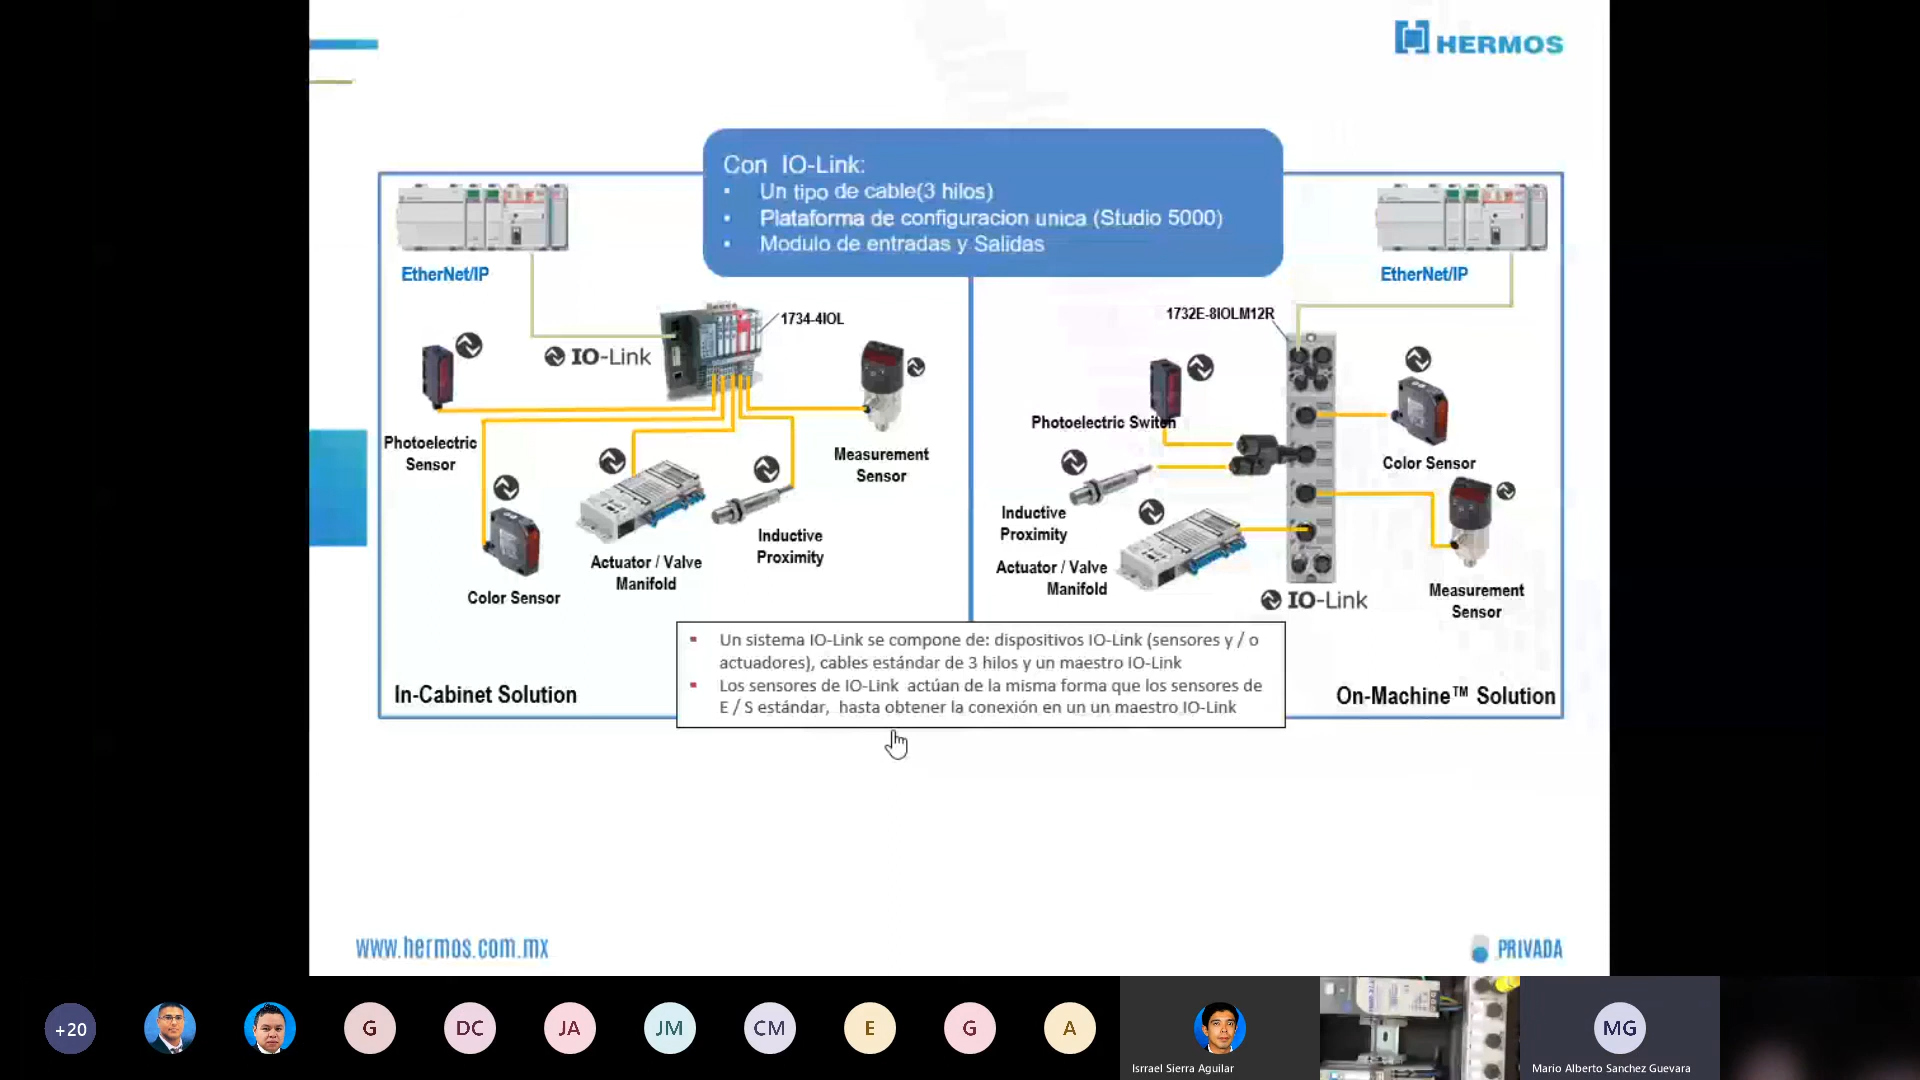 HERMOS
Con IO-Link:
• Un tipo de cable(3 hilos)
• Plataforma de configuracion unica (Studio 5000)
• Modulo de entradas y Salidas
EtherNet/IP
1734-4IOL
IO-Link
Photoelectric
Sensor
Measurement
Sensor
Inductive
Proximity
Actuator / Valve
Manifold
Color Sensor
In-Cabinet Solution
EtherNet/IP
1732E-8IOLM12R
Photoelectric Switch
Color Sensor
Inductive
Proximity
Actuator / Valve
Manifold
Measurement
Sensor
IO-Link
On-Machine™ Solution
▪ Un sistema IO-Link se compone de: dispositivos IO-Link (sensores y / o
actuadores), cables estándar de 3 hilos y un maestro IO-Link
▪ Los sensores de IO-Link actúan de la misma forma que los sensores de
E / S estándar, hasta obtener la conexión en un un maestro IO-Link
www.hermos.com.mx
PRIVADA
+20
G
DC
JA
JM
CM
E
G
A
Isrrael Sierra Aguilar
MG
Mario Alberto Sanchez Guevara